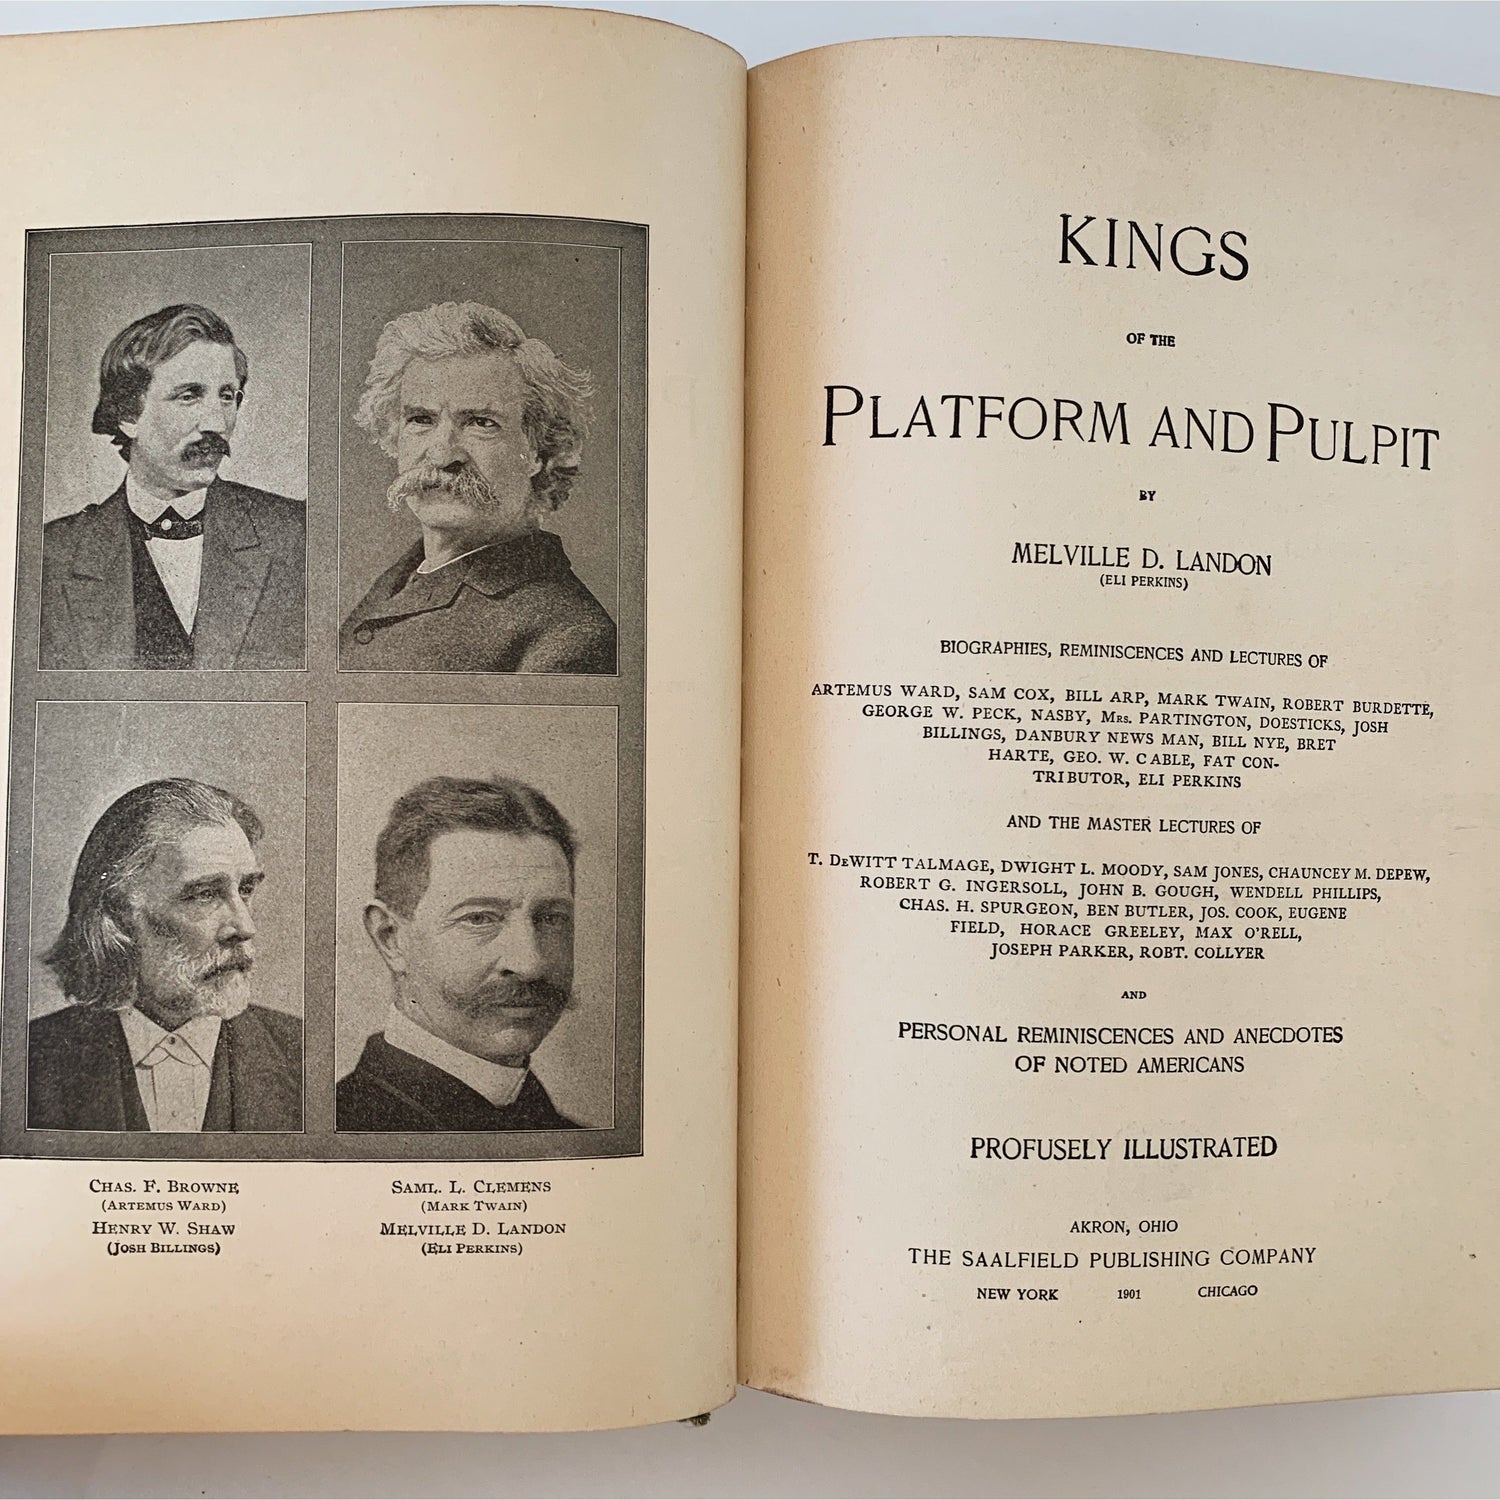 CHAS. F. BROWNE
(ARTEMUS WARD)
HENRY W. SHAW
(JOSH BILLINGS)
SAML. L. CLEMENS
(MARK TWAIN)
MELVILLE D. LANDON
(ELI PERKINS)
KINGS
OF THE
PLATFORM AND PULPIT
BY
MELVILLE D. LANDON
(ELI PERKINS)
BIOGRAPHIES, REMINISCENCES AND LECTURES OF
ARTEMUS WARD, SAM COX, BILL ARP, MARK TWAIN, ROBERT BURDETTE,
GEORGE W. PECK, NASBY, MRS. PARTINGTON, DOESTICKS, JOSH
BILLINGS, DANBURY NEWS MAN, BILL NYE, BRET
HARTE, GEO. W. CABLE, FAT CON-
TRIBUTOR, ELI PERKINS
AND THE MASTER LECTURES OF
T. DEWITT TALMAGE, DWIGHT L. MOODY, SAM JONES, CHAUNCEY M. DEPEW,
ROBERT G. INGERSOLL, JOHN B. GOUGH, WENDELL PHILLIPS,
CHAS. H. SPURGEON, BEN BUTLER, JOS. COOK, EUGENE
FIELD, HORACE GREELEY, MAX O'RELL,
JOSEPH PARKER, ROBT. COLLYER
AND
PERSONAL REMINISCENCES AND ANECDOTES
OF NOTED AMERICANS
PROFUSELY ILLUSTRATED
AKRON, OHIO
THE SAALFIELD PUBLISHING COMPANY
NEW YORK 1901 CHICAGO